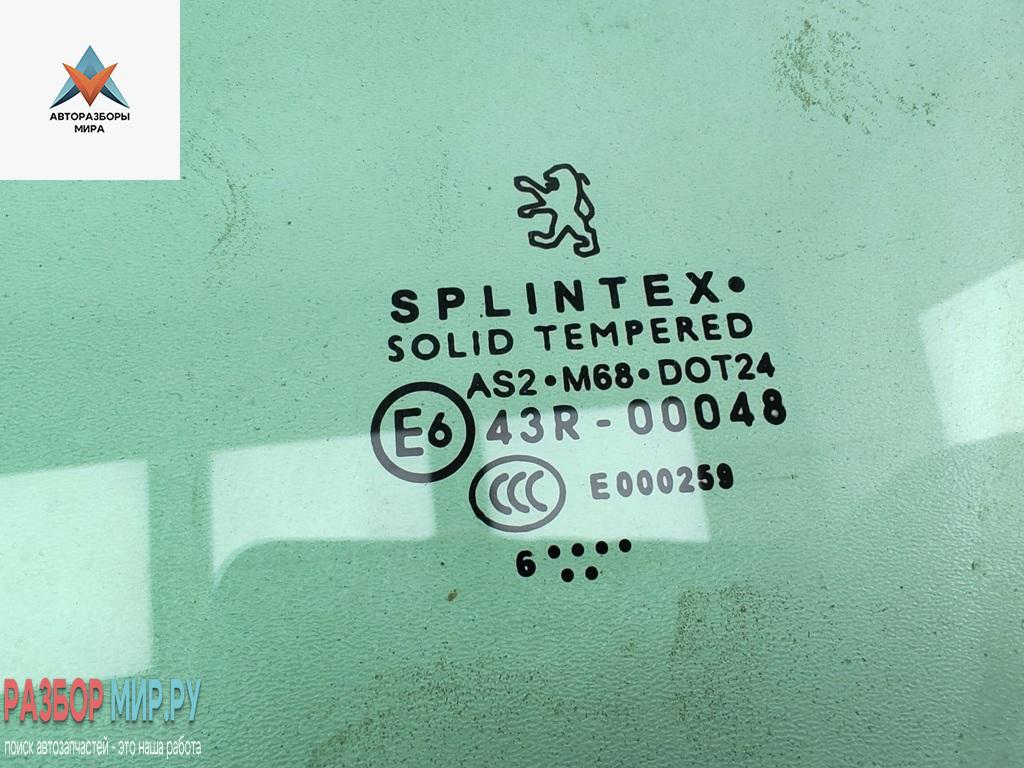 АВТОРАЗБОРЫ
МИРА
SPLINTEX•
SOLID TEMPERED
AS2•M68•DOT24
E6 43R-00048
CCC E000259
6
РАЗБОР МИР.РУ
поиск автозапчастей - это наша работа